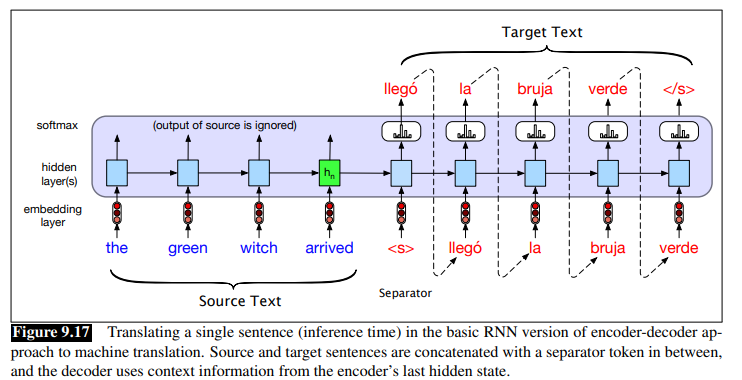 Target Text
llegó la bruja verde </s>
softmax (output of source is ignored)
hidden layer(s) hn
embedding layer
the green witch arrived <s> llegó la bruja verde
Separator
Source Text
Figure 9.17 Translating a single sentence (inference time) in the basic RNN version of encoder-decoder ap-
proach to machine translation. Source and target sentences are concatenated with a separator token in between,
and the decoder uses context information from the encoder’s last hidden state.